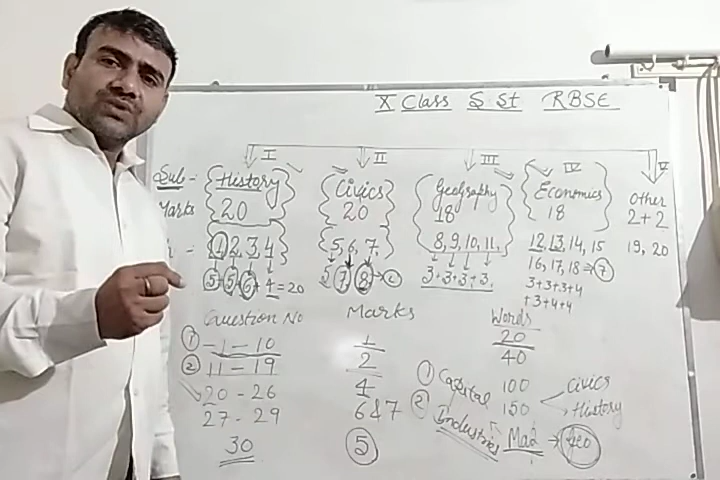 X Class S St RBSE
I II III IV V
Sub - History Civics Geography Economics Other
Marks 20 20 18 18 2+2
1 2, 3, 4 5, 6, 7, 8, 9, 10, 11, 12, 13, 14, 15 19, 20
16, 17, 18 7
5+5+6+4=20 5 7 8 3+3+3+3 3+3+3+4
+3+4+4
Question No Marks Words
1 - 1 - 10 1 20
2 11 - 19 2 40
20 - 26 4 100
27 - 29 6&7 150
30 5
1 Capital Civics
2 Industries History
Map → Geo